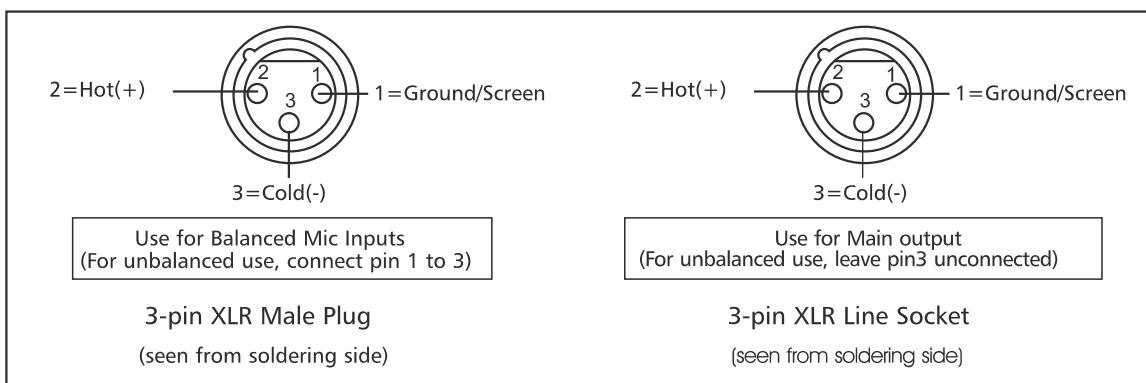 2 1
3
2=Hot(+)
1=Ground/Screen
3=Cold(-)
Use for Balanced Mic Inputs
(For unbalanced use, connect pin 1 to 3)
3-pin XLR Male Plug
(seen from soldering side)
2 1
3
2=Hot(+)
1=Ground/Screen
3=Cold(-)
Use for Main output
(For unbalanced use, leave pin3 unconnected)
3-pin XLR Line Socket
(seen from soldering side)